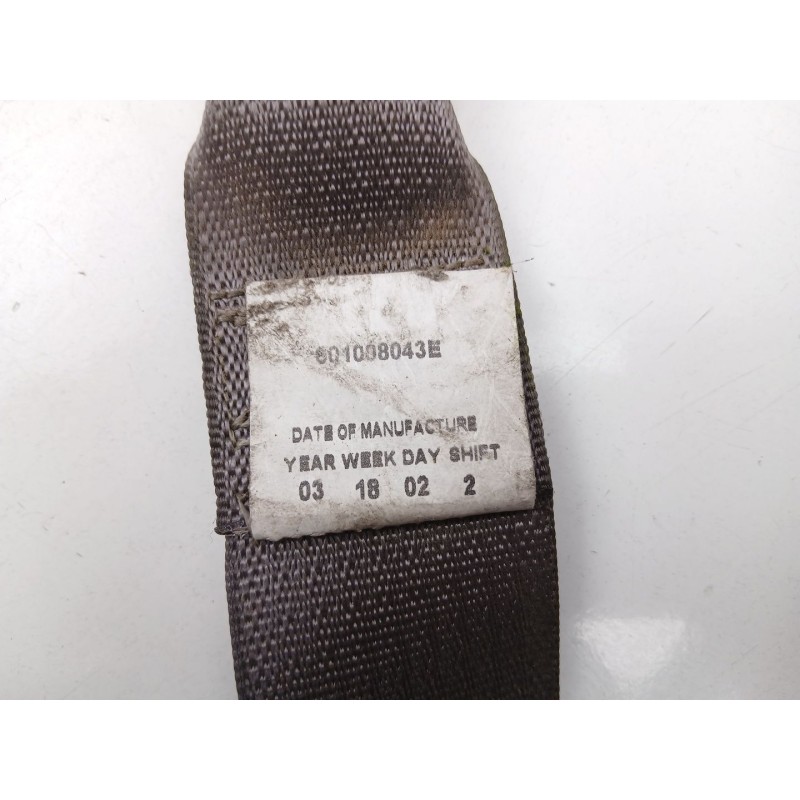 601008043E
DATE OF MANUFACTURE
YEAR WEEK DAY SHIFT
03 18 02 2